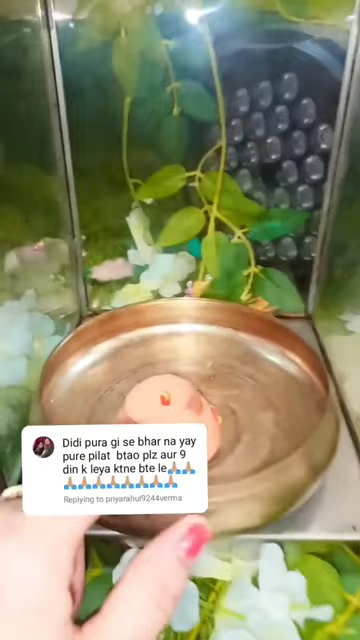 Didi pura gi se bhar na yay
pure pilat btao plz aur 9
din k leya ktne bte le🙏🏽🙏🏽🙏🏽
🙏🏽🙏🏽🙏🏽🙏🏽🙏🏽🙏🏽🙏🏽🙏🏽🙏🏽
Replying to priyarahul9244verma